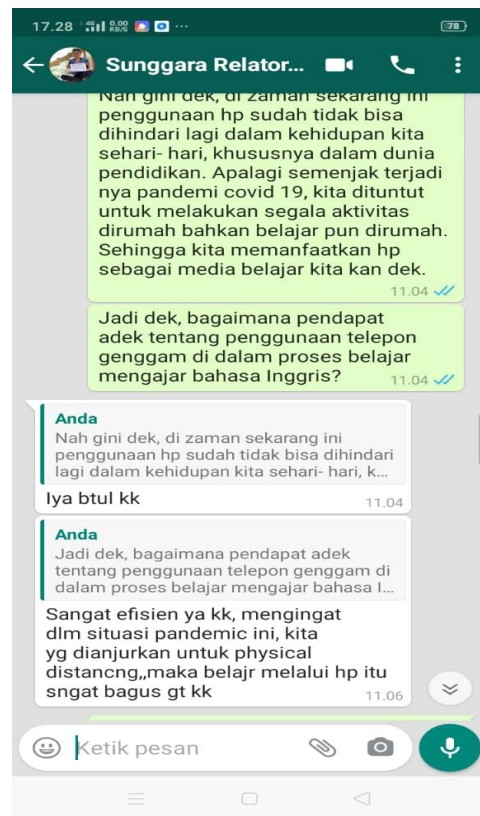 17.28 4G 0.00 KB/S ... 78
Sunggara Relator...
Nah gini dek, di zaman sekarang ini
penggunaan hp sudah tidak bisa
dihindari lagi dalam kehidupan kita
sehari- hari, khususnya dalam dunia
pendidikan. Apalagi semenjak terjadi
nya pandemi covid 19, kita dituntut
untuk melakukan segala aktivitas
dirumah bahkan belajar pun dirumah.
Sehingga kita memanfaatkan hp
sebagai media belajar kita kan dek.
11.04
Jadi dek, bagaimana pendapat
adek tentang penggunaan telepon
genggam di dalam proses belajar
mengajar bahasa Inggris? 11.04
Anda
Nah gini dek, di zaman sekarang ini
penggunaan hp sudah tidak bisa dihindari
lagi dalam kehidupan kita sehari- hari, k...
Iya btul kk 11.04
Anda
Jadi dek, bagaimana pendapat adek
tentang penggunaan telepon genggam di
dalam proses belajar mengajar bahasa I...
Sangat efisien ya kk, mengingat
dlm situasi pandemic ini, kita
yg dianjurkan untuk physical
distancng,,maka belajr melalui hp itu
sngat bagus gt kk 11.06
Ketik pesan